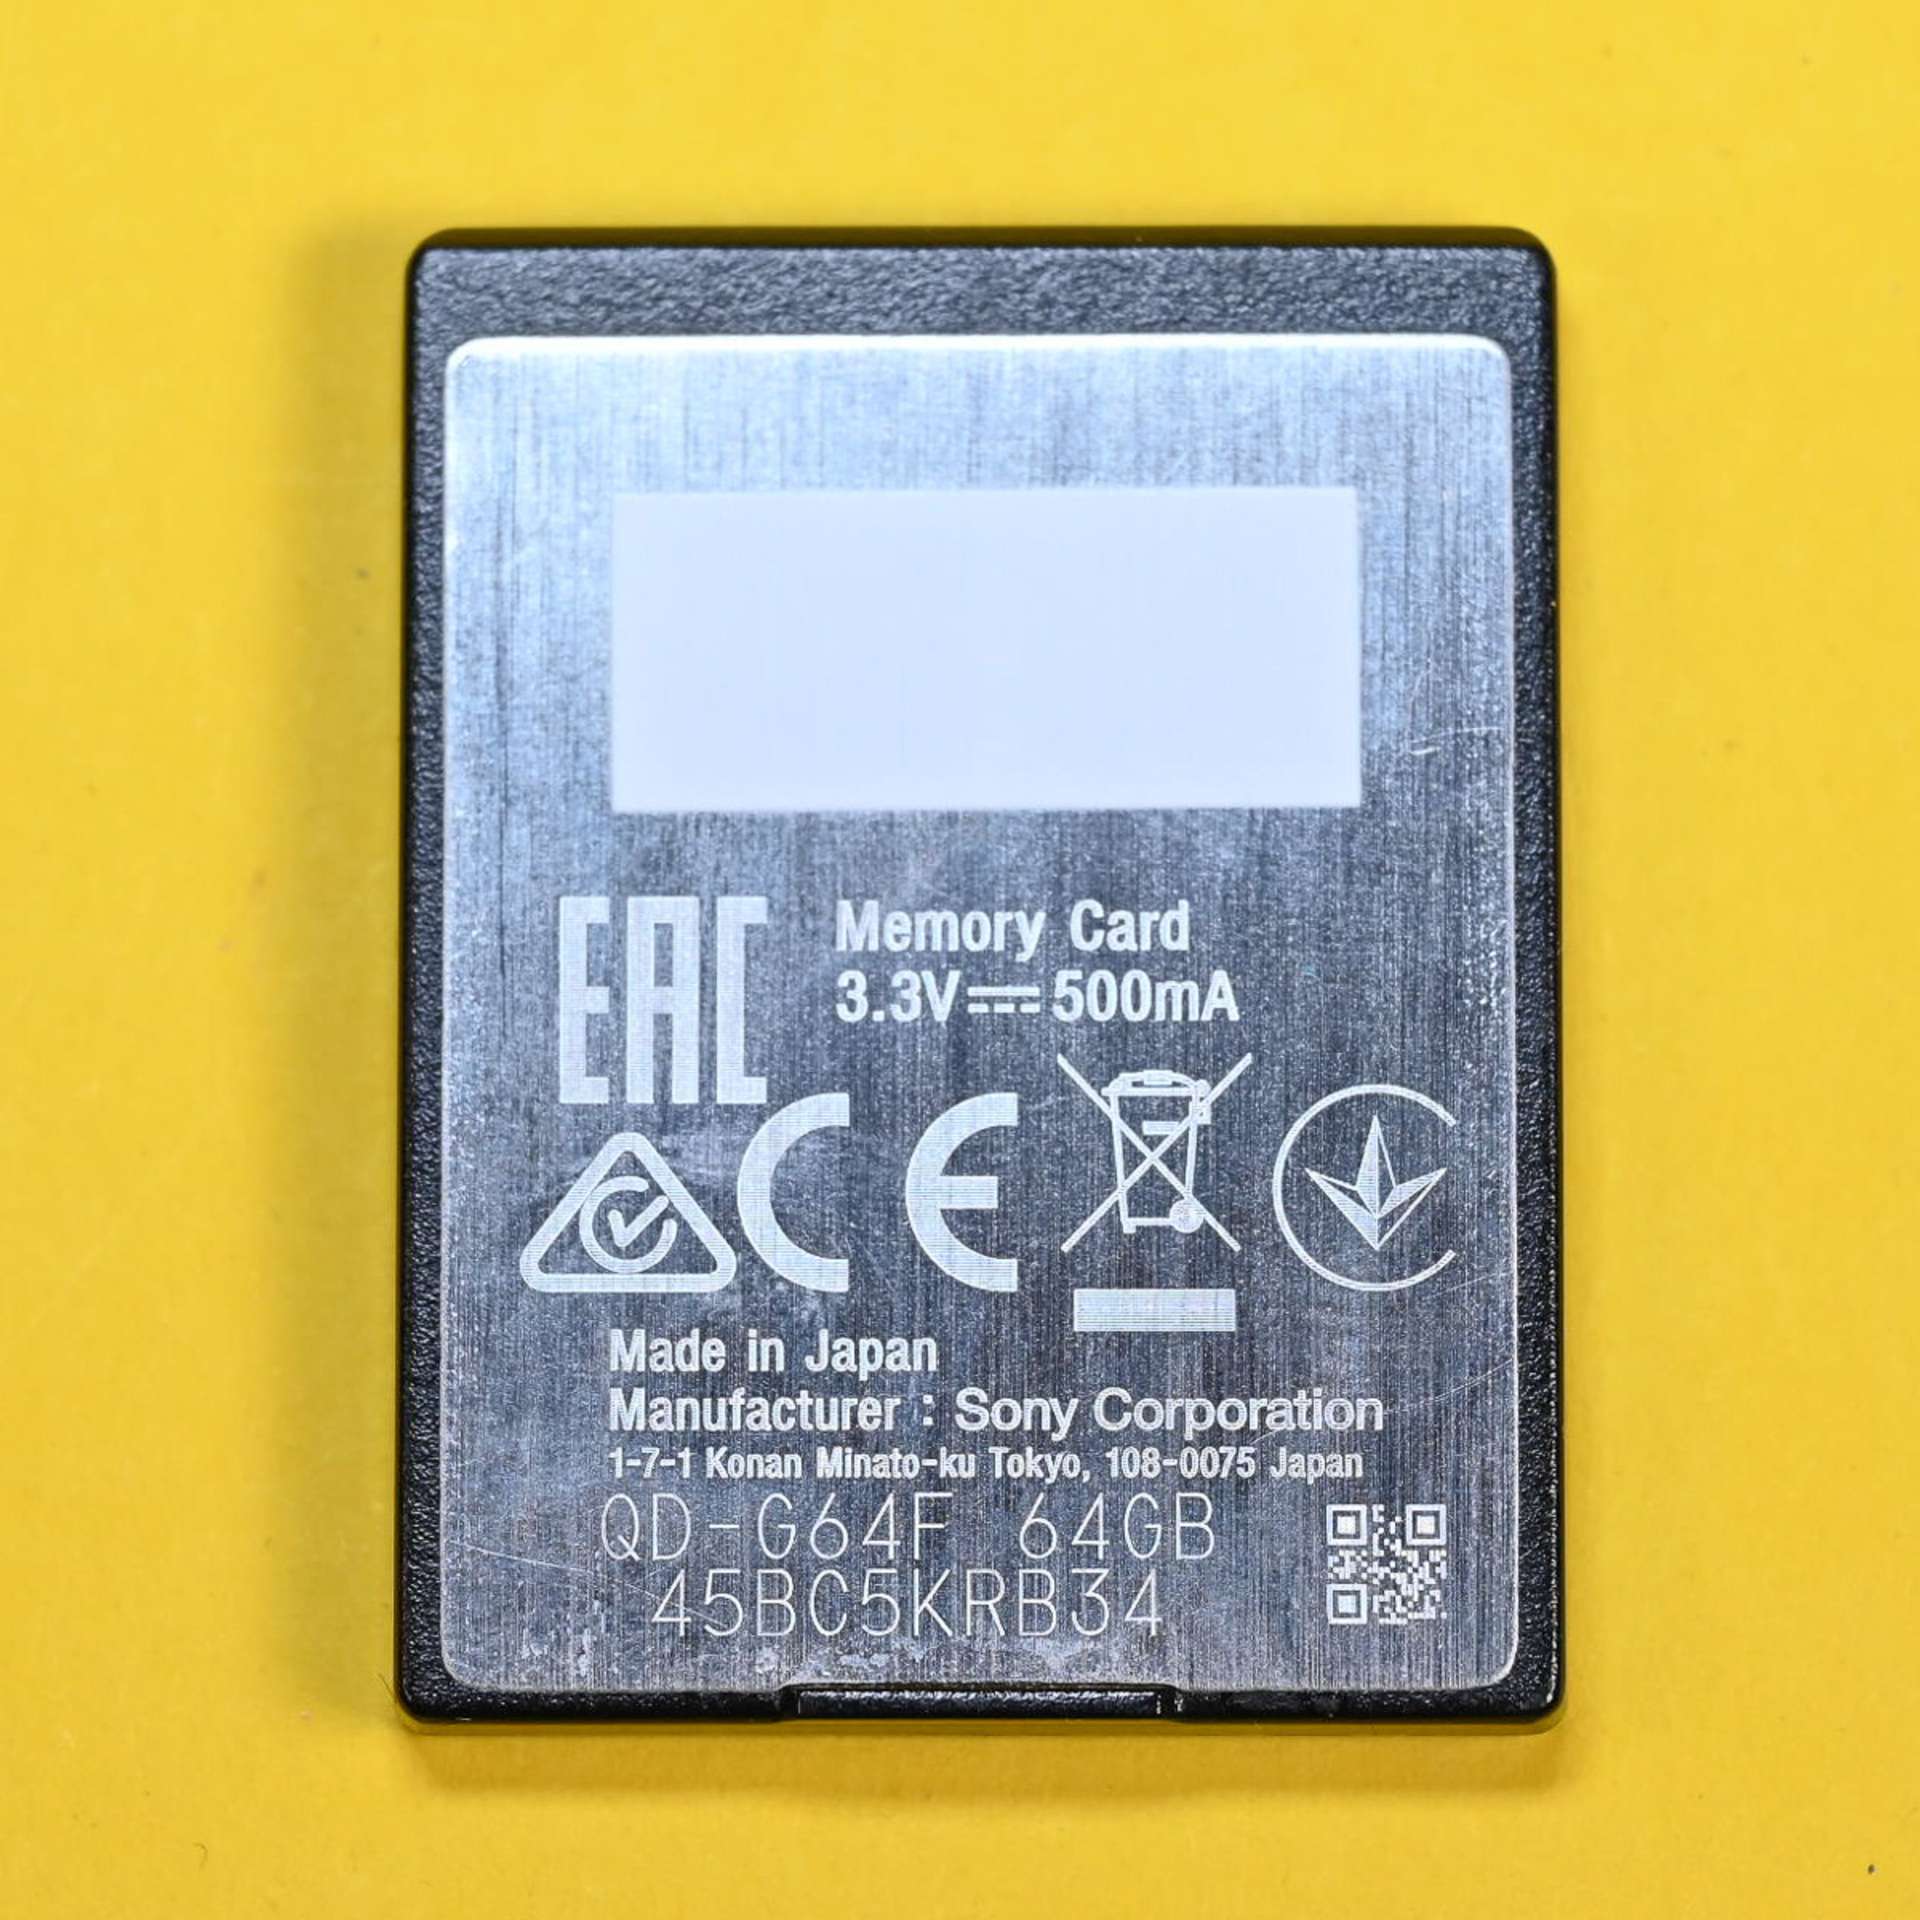 EAC
Memory Card
3.3V⎓500mA
CE
Made in Japan
Manufacturer : Sony Corporation
1-7-1 Konan Minato-ku Tokyo, 108-0075 Japan
QD-G64F 64GB
45BC5KRB34